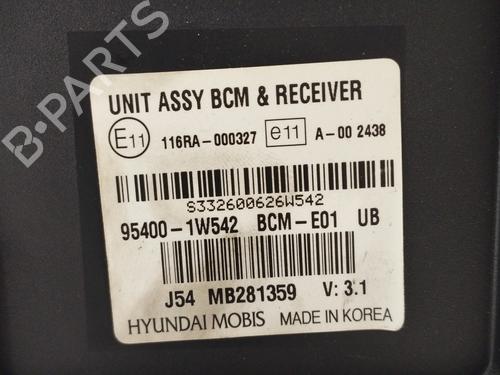 UNIT ASSY BCM & RECEIVER
E11 116RA-000327 e11 A-00 2438
S332600626W542
95400-1W542 BCM-E01 UB
J54 MB281359 V: 3.1
HYUNDAI MOBIS MADE IN KOREA
B-PARTS